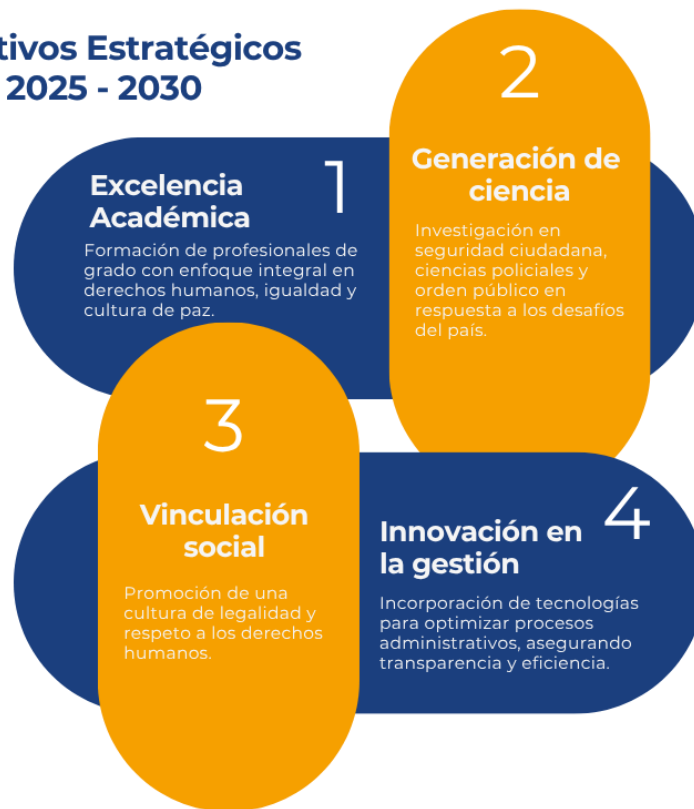 tivos Estratégicos
2025 - 2030
1
Excelencia
Académica
Formación de profesionales de
grado con enfoque integral en
derechos humanos, igualdad y
cultura de paz.
2
Generación de
ciencia
Investigación en
seguridad ciudadana,
ciencias policiales y
orden público en
respuesta a los desafíos
del país.
3
Vinculación
social
Promoción de una
cultura de legalidad y
respeto a los derechos
humanos.
4
Innovación en
la gestión
Incorporación de tecnologías
para optimizar procesos
administrativos, asegurando
transparencia y eficiencia.